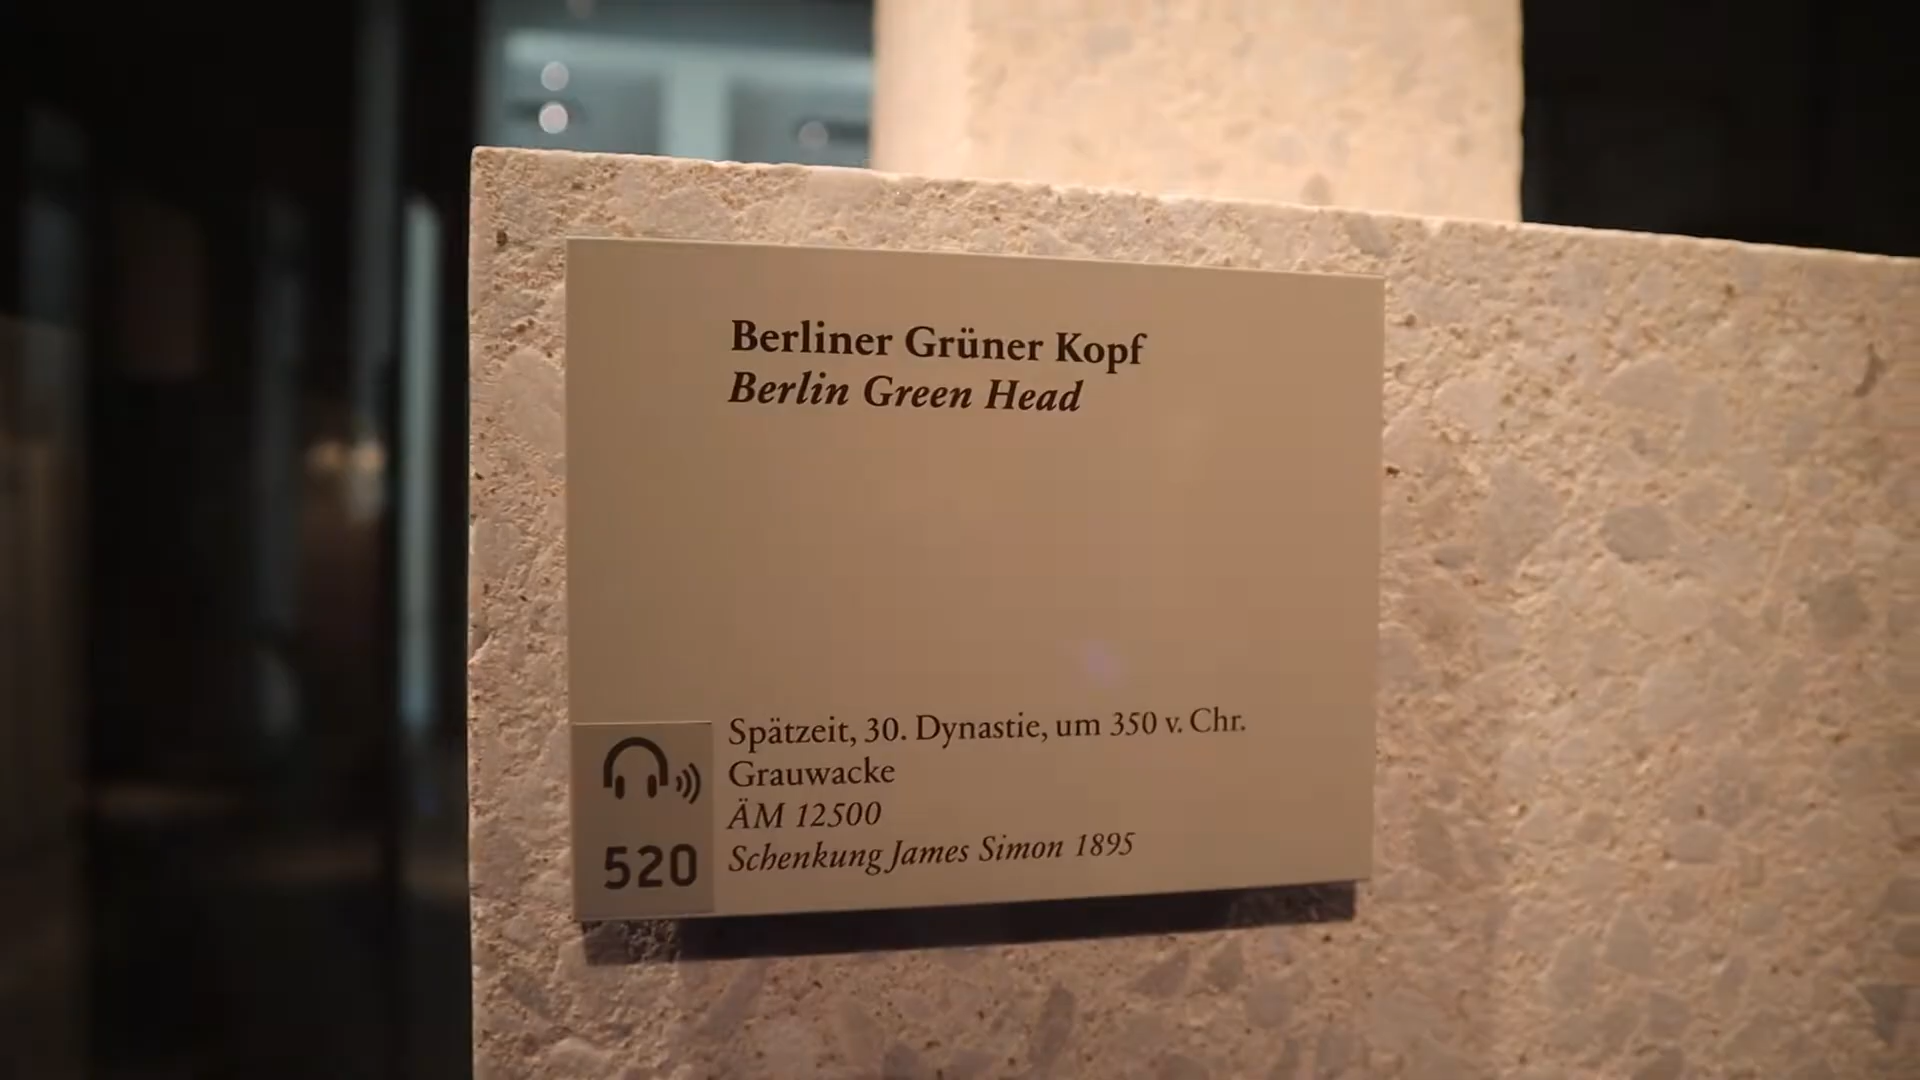 Berliner Grüner Kopf
Berlin Green Head
Spätzeit, 30. Dynastie, um 350 v. Chr.
Grauwacke
ÄM 12500
Schenkung James Simon 1895
520